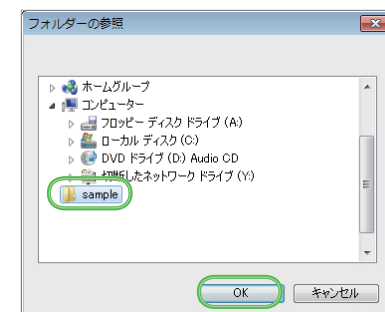 フォルダーの参照
ホームグループ
コンピューター
フロッピー ディスク ドライブ (A:)
ローカル ディスク (C:)
DVD ドライブ (D:) Audio CD
切断したネットワーク ドライブ (Y:)
sample
OK
キャンセル